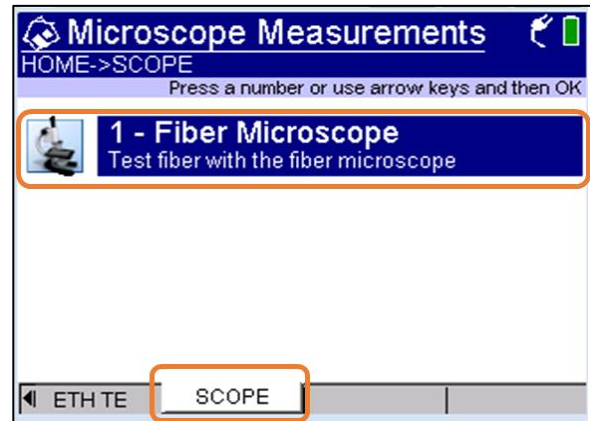 Microscope Measurements
HOME->SCOPE
Press a number or use arrow keys and then OK
1 - Fiber Microscope
Test fiber with the fiber microscope
ETH TE
SCOPE